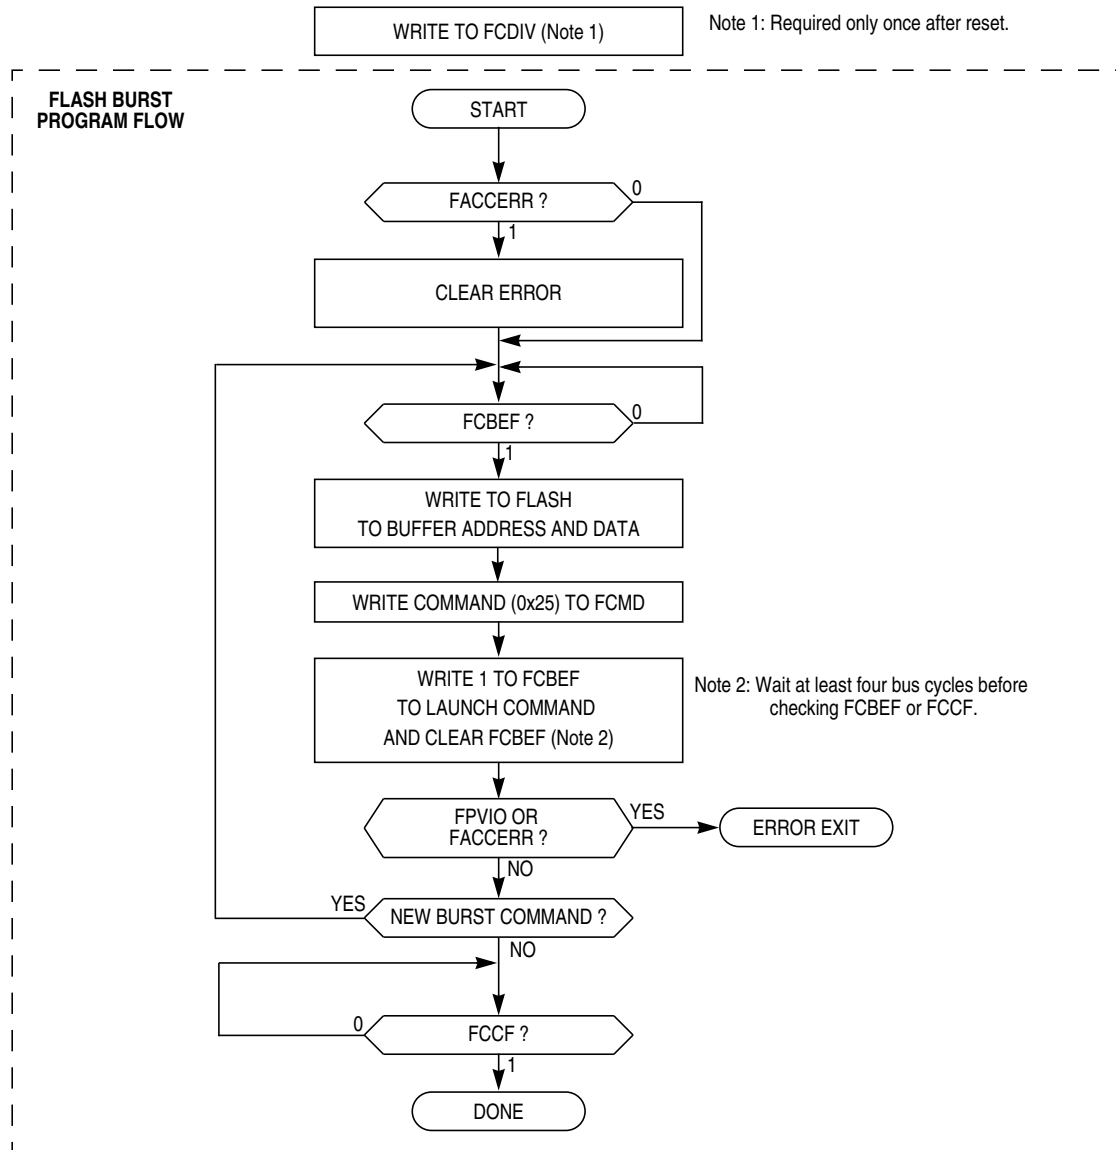 WRITE TO FCDIV (Note 1)
Note 1: Required only once after reset.
FLASH BURST
PROGRAM FLOW
START
FACCERR ?
0
1
CLEAR ERROR
FCBEF ?
0
1
WRITE TO FLASH
TO BUFFER ADDRESS AND DATA
WRITE COMMAND (0x25) TO FCMD
WRITE 1 TO FCBEF
TO LAUNCH COMMAND
AND CLEAR FCBEF (Note 2)
Note 2: Wait at least four bus cycles before
checking FCBEF or FCCF.
FPVIO OR
FACCERR ?
YES
ERROR EXIT
NO
YES
NEW BURST COMMAND ?
NO
0
FCCF ?
1
DONE